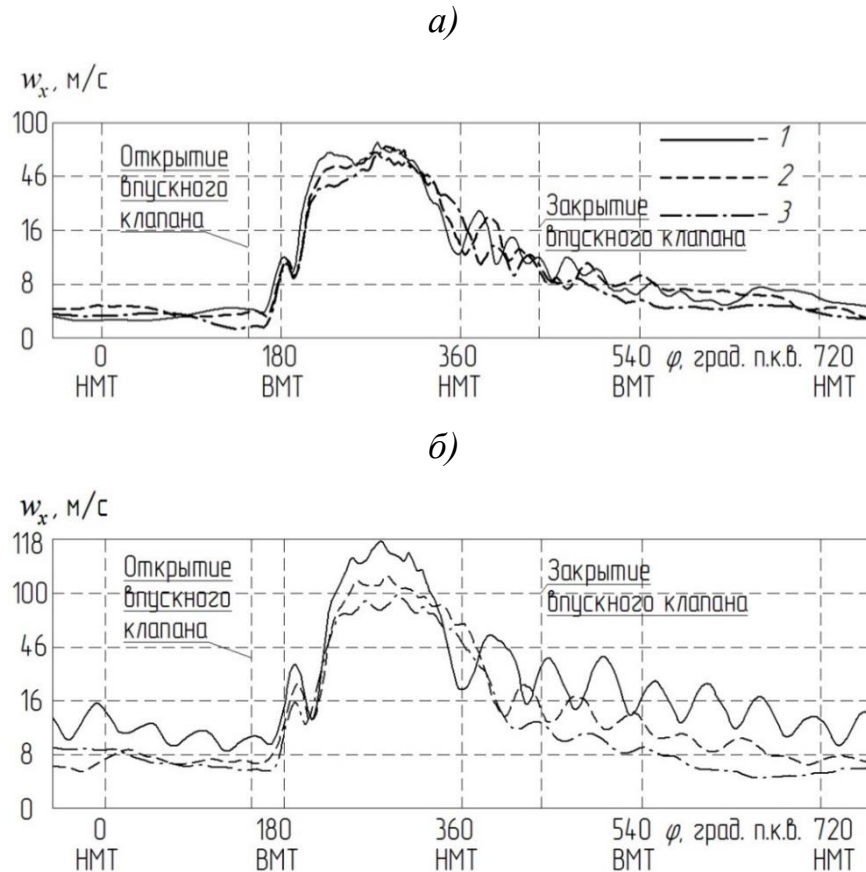 а)
wₓ, м/с
100
Открытие
впускного
клапана
1
46
2
3
16
Закрытие
впускного клапана
8
0
0 180 360 540 φ, град. п.к.в. 720
НМТ ВМТ НМТ ВМТ НМТ
б)
wₓ, м/с
118
Открытие
впускного
клапана
Закрытие
впускного клапана
100
46
16
8
0
0 180 360 540 φ, град. п.к.в. 720
НМТ ВМТ НМТ ВМТ НМТ